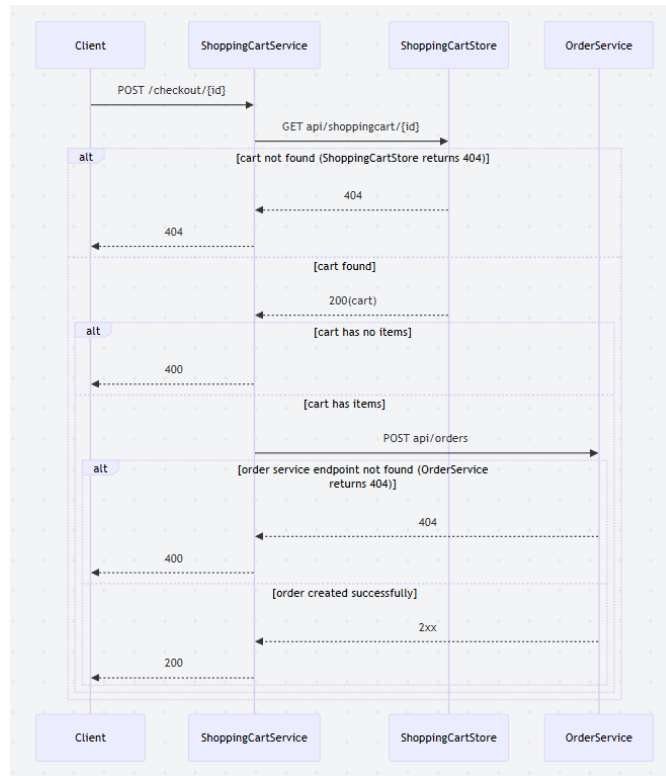 Client
ShoppingCartService
ShoppingCartStore
OrderService
POST /checkout/{id}
GET api/shoppingcart/{id}
alt
[cart not found (ShoppingCartStore returns 404)]
404
404
[cart found]
200(cart)
alt
[cart has no items]
400
[cart has items]
POST api/orders
alt
[order service endpoint not found (OrderService
returns 404)]
404
400
[order created successfully]
2xx
200
Client
ShoppingCartService
ShoppingCartStore
OrderService